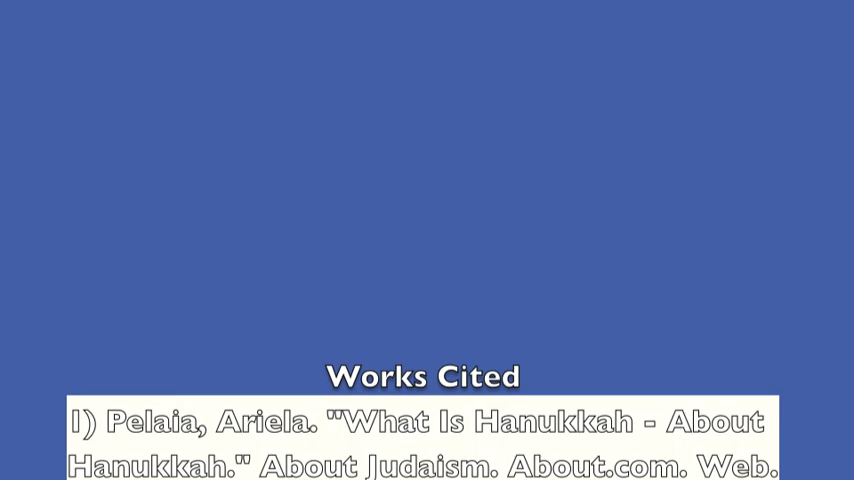 Works Cited
1) Pelaia, Ariela. "What Is Hanukkah - About
Hanukkah." About Judaism. About.com. Web.